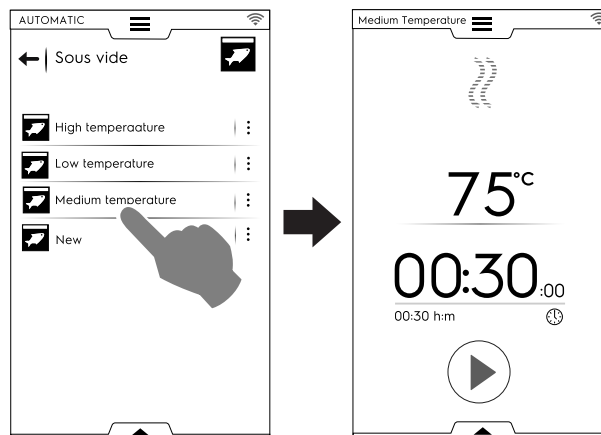 AUTOMATIC
Sous vide
High temperaature
Low temperature
Medium temperature
New
Medium Temperature
75°C
00:30:00
00:30 h:m